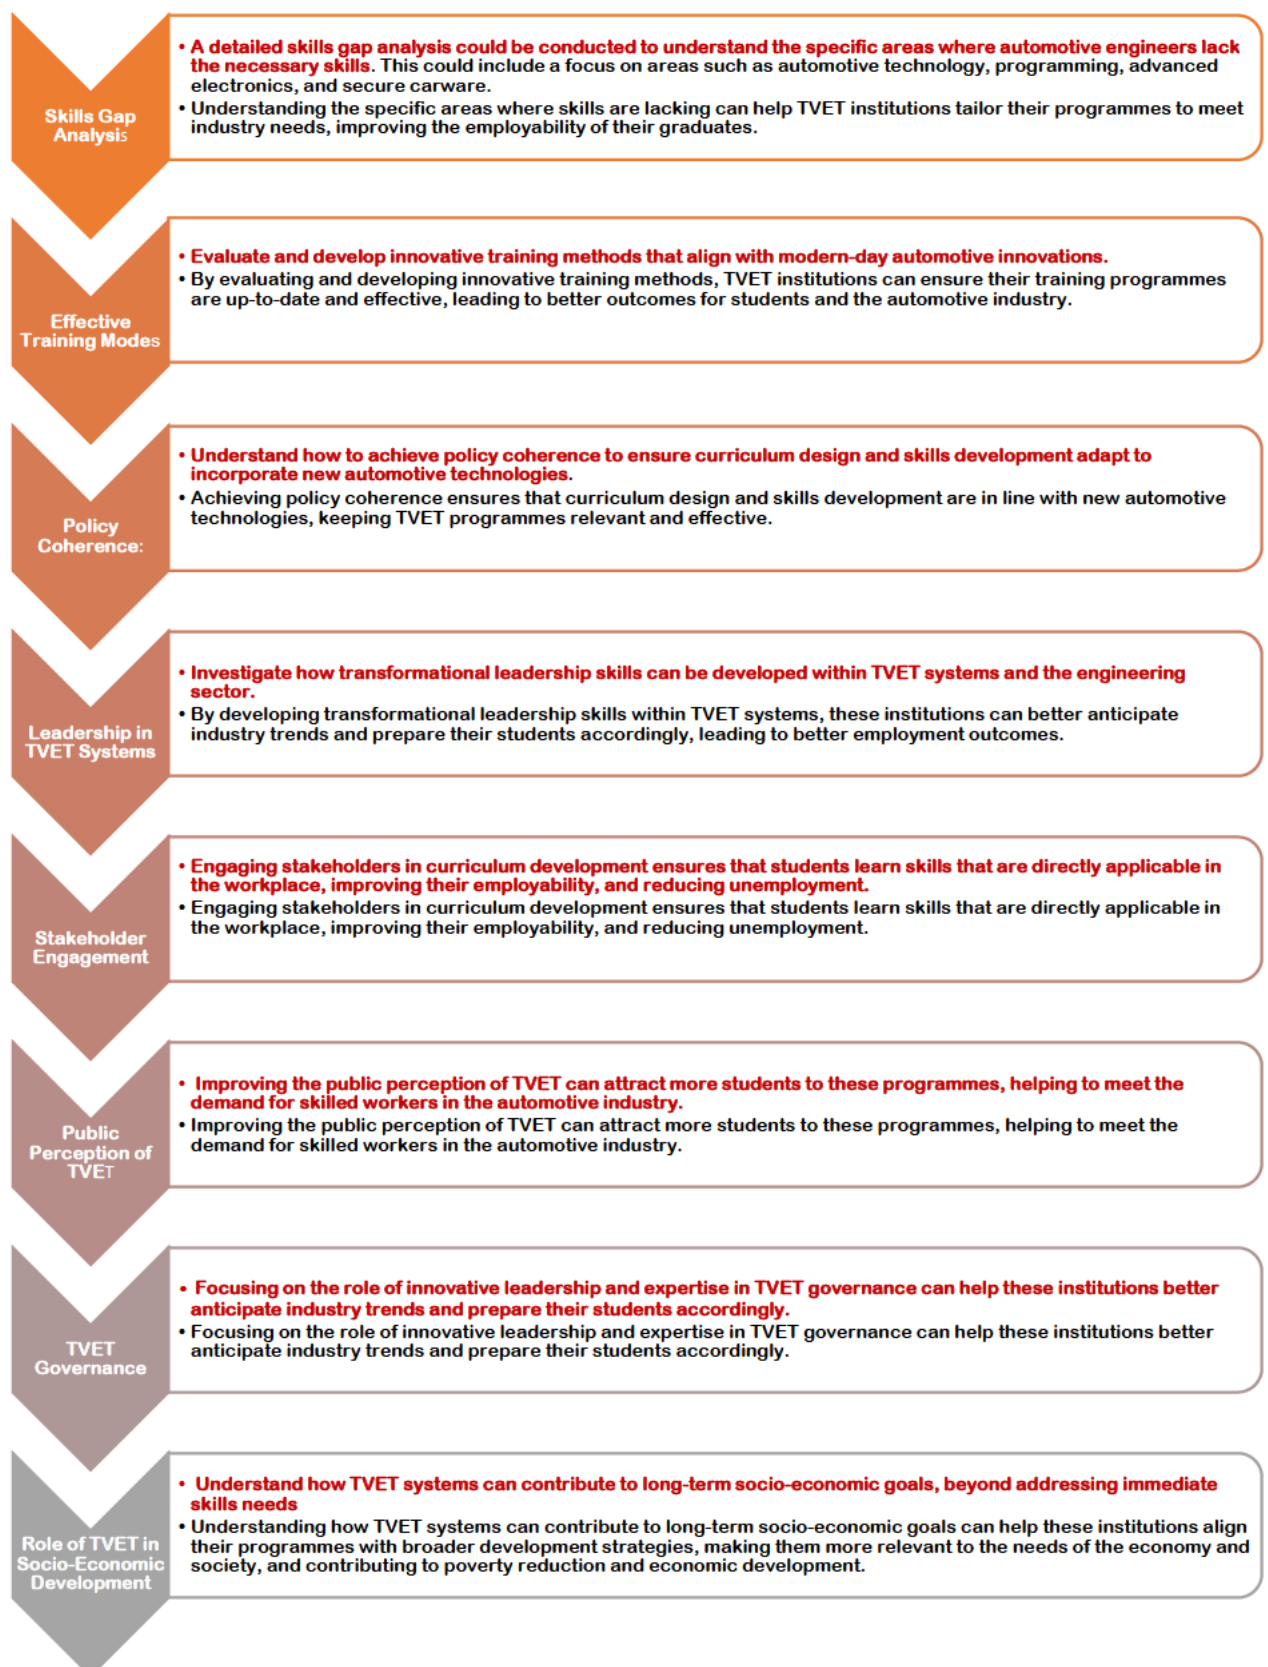 Skills Gap
Analysis
• A detailed skills gap analysis could be conducted to understand the specific areas where automotive engineers lack
the necessary skills. This could include a focus on areas such as automotive technology, programming, advanced
electronics, and secure carware.
• Understanding the specific areas where skills are lacking can help TVET institutions tailor their programmes to meet
industry needs, improving the employability of their graduates.
Effective
Training Modes
• Evaluate and develop innovative training methods that align with modern-day automotive innovations.
• By evaluating and developing innovative training methods, TVET institutions can ensure their training programmes
are up-to-date and effective, leading to better outcomes for students and the automotive industry.
Policy
Coherence:
• Understand how to achieve policy coherence to ensure curriculum design and skills development adapt to
incorporate new automotive technologies.
• Achieving policy coherence ensures that curriculum design and skills development are in line with new automotive
technologies, keeping TVET programmes relevant and effective.
Leadership in
TVET Systems
• Investigate how transformational leadership skills can be developed within TVET systems and the engineering
sector.
• By developing transformational leadership skills within TVET systems, these institutions can better anticipate
industry trends and prepare their students accordingly, leading to better employment outcomes.
Stakeholder
Engagement
• Engaging stakeholders in curriculum development ensures that students learn skills that are directly applicable in
the workplace, improving their employability, and reducing unemployment.
• Engaging stakeholders in curriculum development ensures that students learn skills that are directly applicable in
the workplace, improving their employability, and reducing unemployment.
Public
Perception of
TVET
• Improving the public perception of TVET can attract more students to these programmes, helping to meet the
demand for skilled workers in the automotive industry.
• Improving the public perception of TVET can attract more students to these programmes, helping to meet the
demand for skilled workers in the automotive industry.
TVET
Governance
• Focusing on the role of innovative leadership and expertise in TVET governance can help these institutions better
anticipate industry trends and prepare their students accordingly.
• Focusing on the role of innovative leadership and expertise in TVET governance can help these institutions better
anticipate industry trends and prepare their students accordingly.
Role of TVET in
Socio-Economic
Development
• Understand how TVET systems can contribute to long-term socio-economic goals, beyond addressing immediate
skills needs
• Understanding how TVET systems can contribute to long-term socio-economic goals can help these institutions align
their programmes with broader development strategies, making them more relevant to the needs of the economy and
society, and contributing to poverty reduction and economic development.